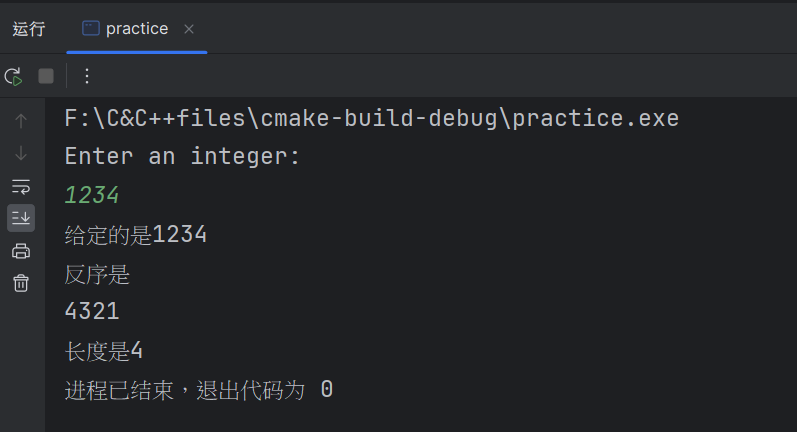 运行
practice
F:\C&C++files\cmake-build-debug\practice.exe
Enter an integer:
1234
给定的是1234
反序是
4321
长度是4
进程已结束，退出代码为 0